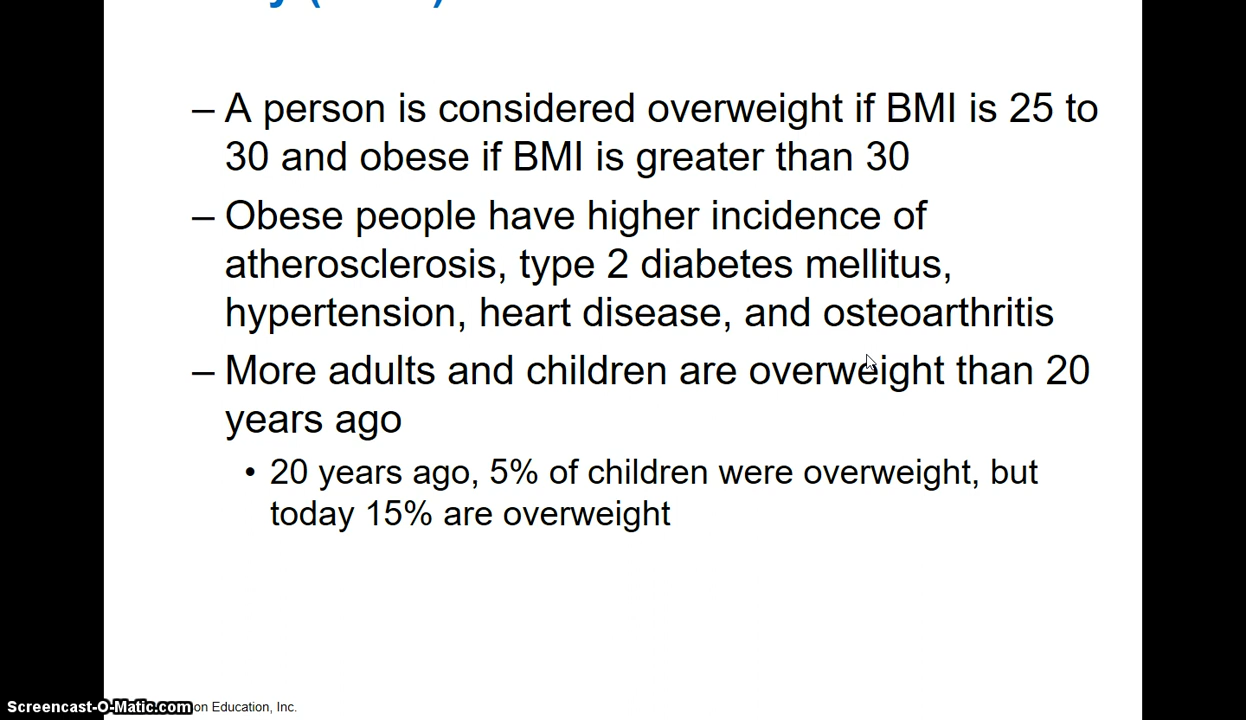 – A person is considered overweight if BMI is 25 to
30 and obese if BMI is greater than 30
– Obese people have higher incidence of
atherosclerosis, type 2 diabetes mellitus,
hypertension, heart disease, and osteoarthritis
– More adults and children are overweight than 20
years ago
• 20 years ago, 5% of children were overweight, but
today 15% are overweight
Screencast-O-Matic.com on Education, Inc.